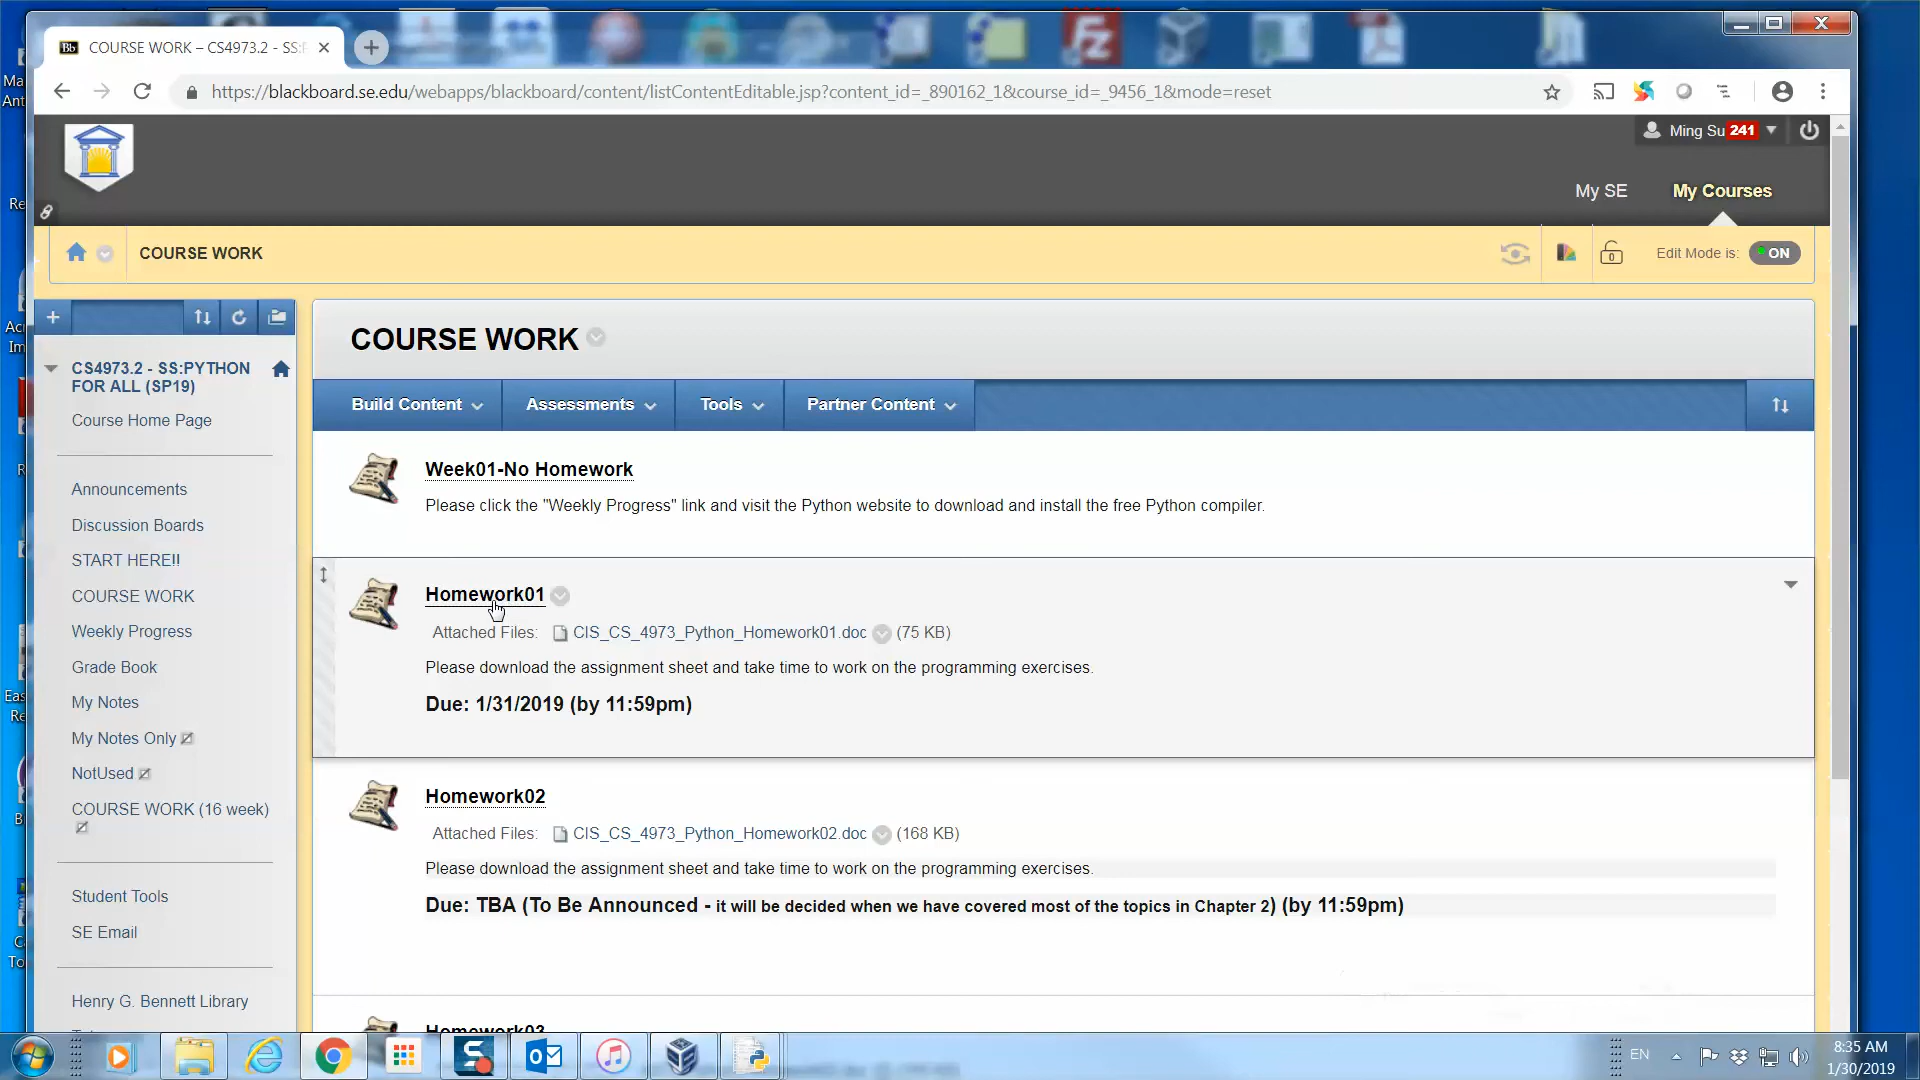 Bb COURSE WORK – CS4973.2 - SS:F
https://blackboard.se.edu/webapps/blackboard/content/listContentEditable.jsp?content_id=_890162_1&course_id=_9456_1&mode=reset
Ming Su 241
My SE My Courses
COURSE WORK
Edit Mode is: ON
COURSE WORK
CS4973.2 - SS:PYTHON
FOR ALL (SP19)
Course Home Page
Announcements
Discussion Boards
START HERE!!
COURSE WORK
Weekly Progress
Grade Book
My Notes
My Notes Only
NotUsed
COURSE WORK (16 week)
Student Tools
SE Email
Henry G. Bennett Library
Build Content Assessments Tools Partner Content
Week01-No Homework
Please click the "Weekly Progress" link and visit the Python website to download and install the free Python compiler.
Homework01
Attached Files: CIS_CS_4973_Python_Homework01.doc (75 KB)
Please download the assignment sheet and take time to work on the programming exercises.
Due: 1/31/2019 (by 11:59pm)
Homework02
Attached Files: CIS_CS_4973_Python_Homework02.doc (168 KB)
Please download the assignment sheet and take time to work on the programming exercises.
Due: TBA (To Be Announced - it will be decided when we have covered most of the topics in Chapter 2) (by 11:59pm)
Homework03
EN
8:35 AM
1/30/2019